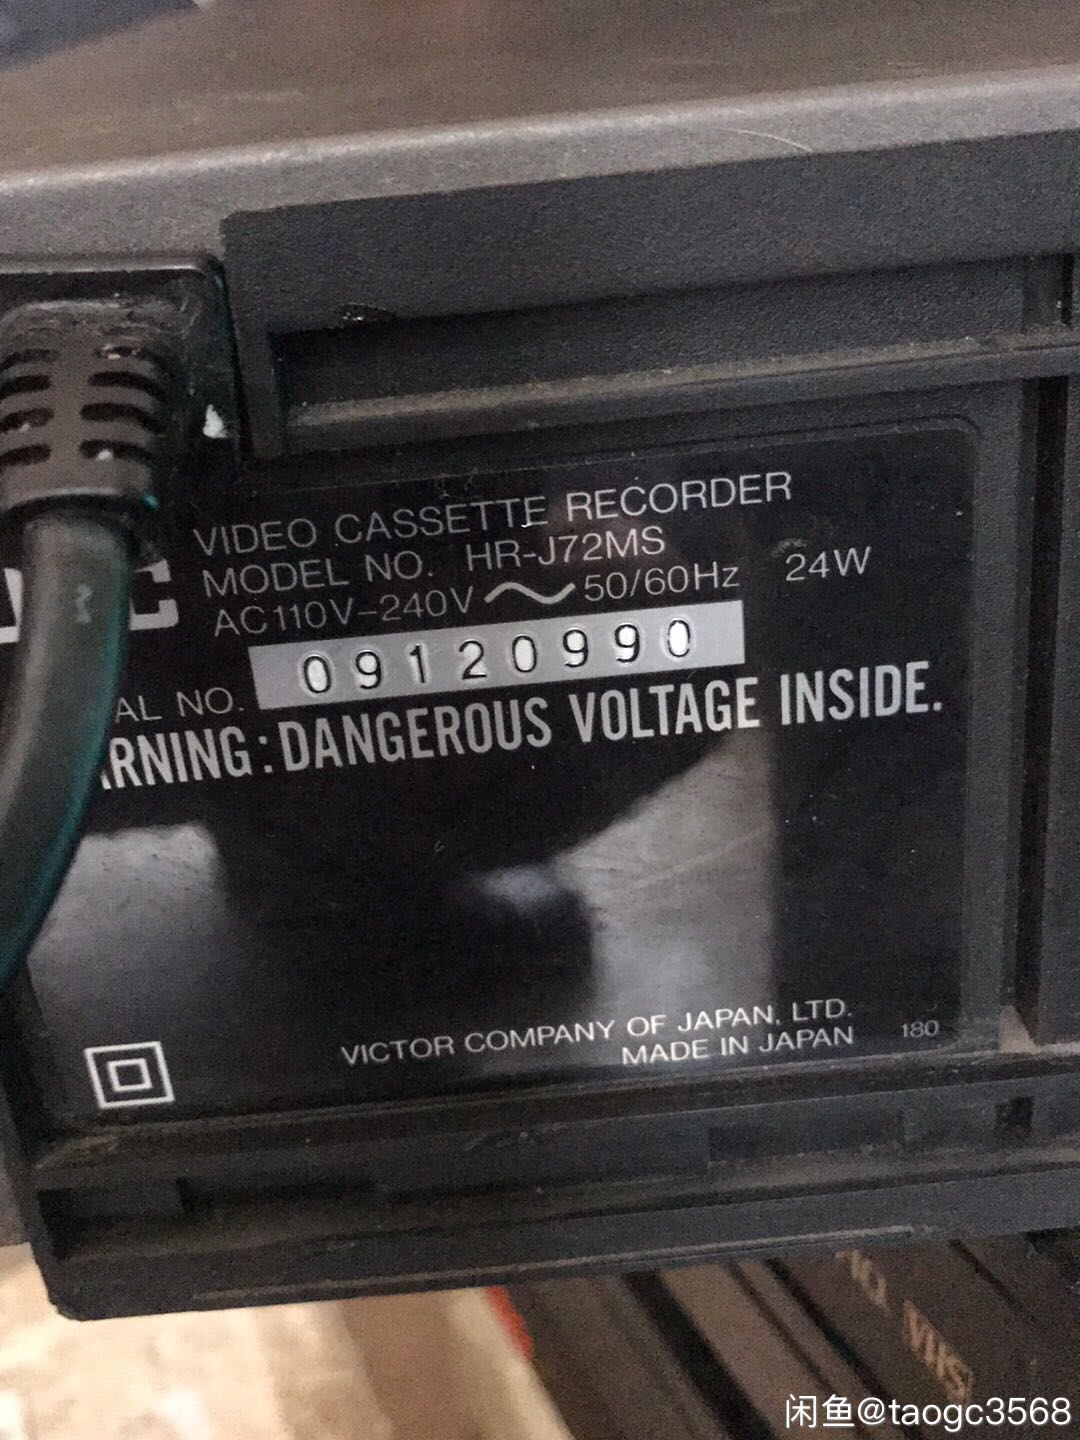 VIDEO CASSETTE RECORDER
MODEL NO. HR-J72MS
AC110V-240V～50/60Hz 24W
AL NO. 09120990
RNING: DANGEROUS VOLTAGE INSIDE.
VICTOR COMPANY OF JAPAN, LTD.
MADE IN JAPAN 180
VHS
闲鱼@taogc3568